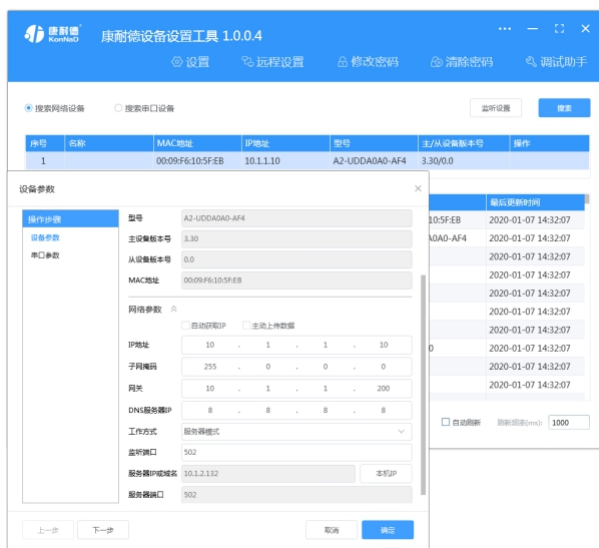 康耐德®
KonNaD
康耐德设备设置工具 1.0.0.4
设置 远程设置 修改密码 清除密码 调试助手
搜索网络设备 搜索串口设备 监听设置 搜索
序号 名称 MAC地址 IP地址 型号 主/从设备版本号 操作
1 00:09:F6:10:5F:EB 10.1.1.10 A2-UDDA0A0-AF4 3.30/0.0
设备参数
最后更新时间
10:5F:EB 2020-01-07 14:32:07
A0A0-AF4 2020-01-07 14:32:07
2020-01-07 14:32:07
2020-01-07 14:32:07
2020-01-07 14:32:07
2020-01-07 14:32:07
2020-01-07 14:32:07
0 2020-01-07 14:32:07
2020-01-07 14:32:07
2020-01-07 14:32:07
自动刷新 (ms): 1000
操作步骤
设备参数
串口参数
型号 A2-UDDA0A0-AF4
主设备版本号 3.30
从设备版本号 0.0
MAC地址 00:09:F6:10:5F:EB
网络参数
自动获取IP 主动上传数据
IP地址 10 . 1 . 1 . 10
子网掩码 255 . 0 . 0 . 0
网关 10 . 1 . 1 . 200
DNS服务器IP 8 . 8 . 8 . 8
工作方式 服务器模式
监听端口 502
服务器IP或域名 10.1.2.132 本机IP
服务器端口 502
上一步 下一步 取消 确定